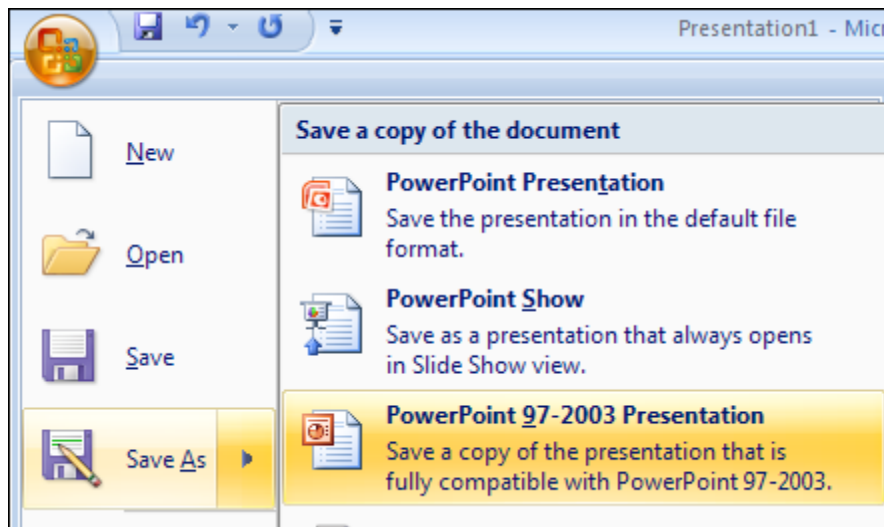 Presentation1 - Micr
New
Open
Save
Save As
Save a copy of the document
PowerPoint Presentation
Save the presentation in the default file
format.
PowerPoint Show
Save as a presentation that always opens
in Slide Show view.
PowerPoint 97-2003 Presentation
Save a copy of the presentation that is
fully compatible with PowerPoint 97-2003.